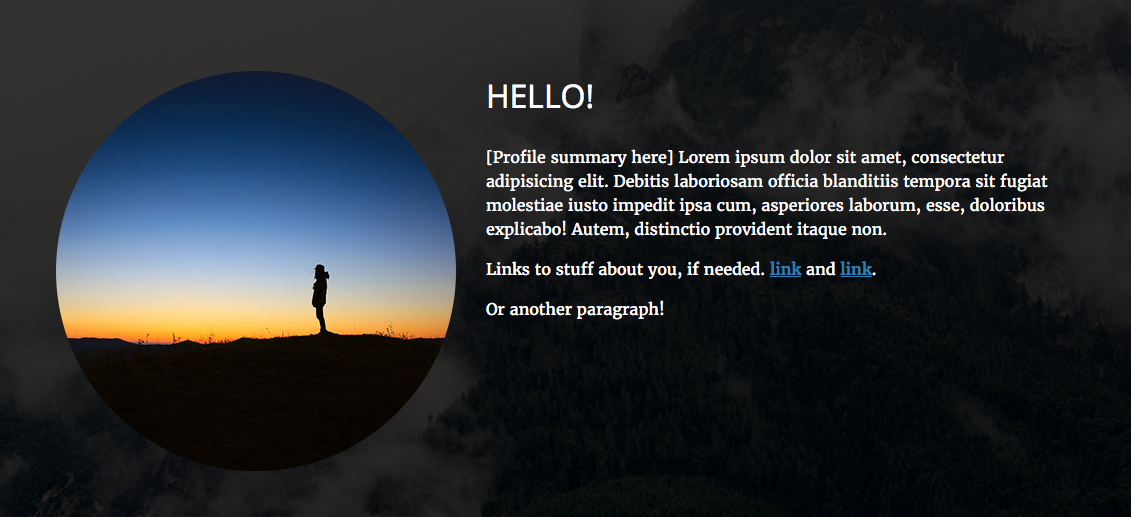 HELLO!
[Profile summary here] Lorem ipsum dolor sit amet, consectetur
adipisicing elit. Debitis laboriosam officia blanditiis tempora sit fugiat
molestiae iusto impedit ipsa cum, asperiores laborum, esse, doloribus
explicabo! Autem, distinctio provident itaque non.
Links to stuff about you, if needed. link and link.
Or another paragraph!